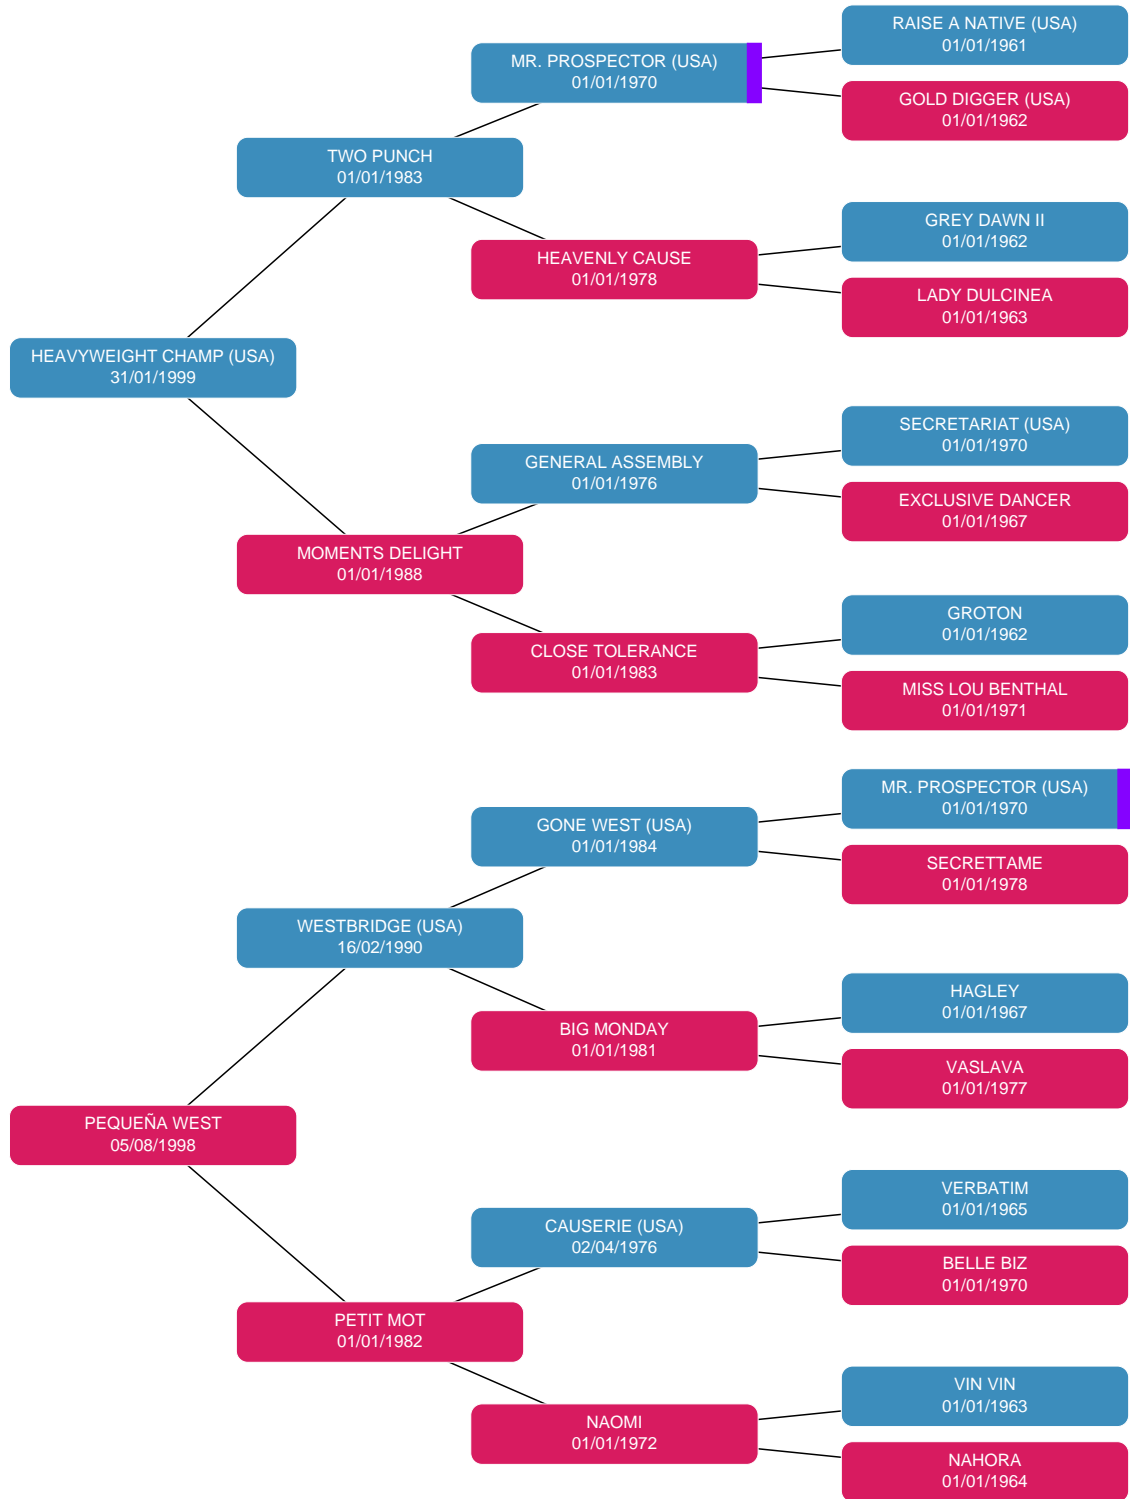 RAISE A NATIVE (USA)
01/01/1961
MR. PROSPECTOR (USA)
01/01/1970
GOLD DIGGER (USA)
01/01/1962
TWO PUNCH
01/01/1983
GREY DAWN II
01/01/1962
HEAVENLY CAUSE
01/01/1978
LADY DULCINEA
01/01/1963
HEAVYWEIGHT CHAMP (USA)
31/01/1999
SECRETARIAT (USA)
01/01/1970
GENERAL ASSEMBLY
01/01/1976
EXCLUSIVE DANCER
01/01/1967
MOMENTS DELIGHT
01/01/1988
GROTON
01/01/1962
CLOSE TOLERANCE
01/01/1983
MISS LOU BENTHAL
01/01/1971
MR. PROSPECTOR (USA)
01/01/1970
GONE WEST (USA)
01/01/1984
SECRETTAME
01/01/1978
WESTBRIDGE (USA)
16/02/1990
HAGLEY
01/01/1967
BIG MONDAY
01/01/1981
VASLAVA
01/01/1977
PEQUEÑA WEST
05/08/1998
VERBATIM
01/01/1965
CAUSERIE (USA)
02/04/1976
BELLE BIZ
01/01/1970
PETIT MOT
01/01/1982
VIN VIN
01/01/1963
NAOMI
01/01/1972
NAHORA
01/01/1964